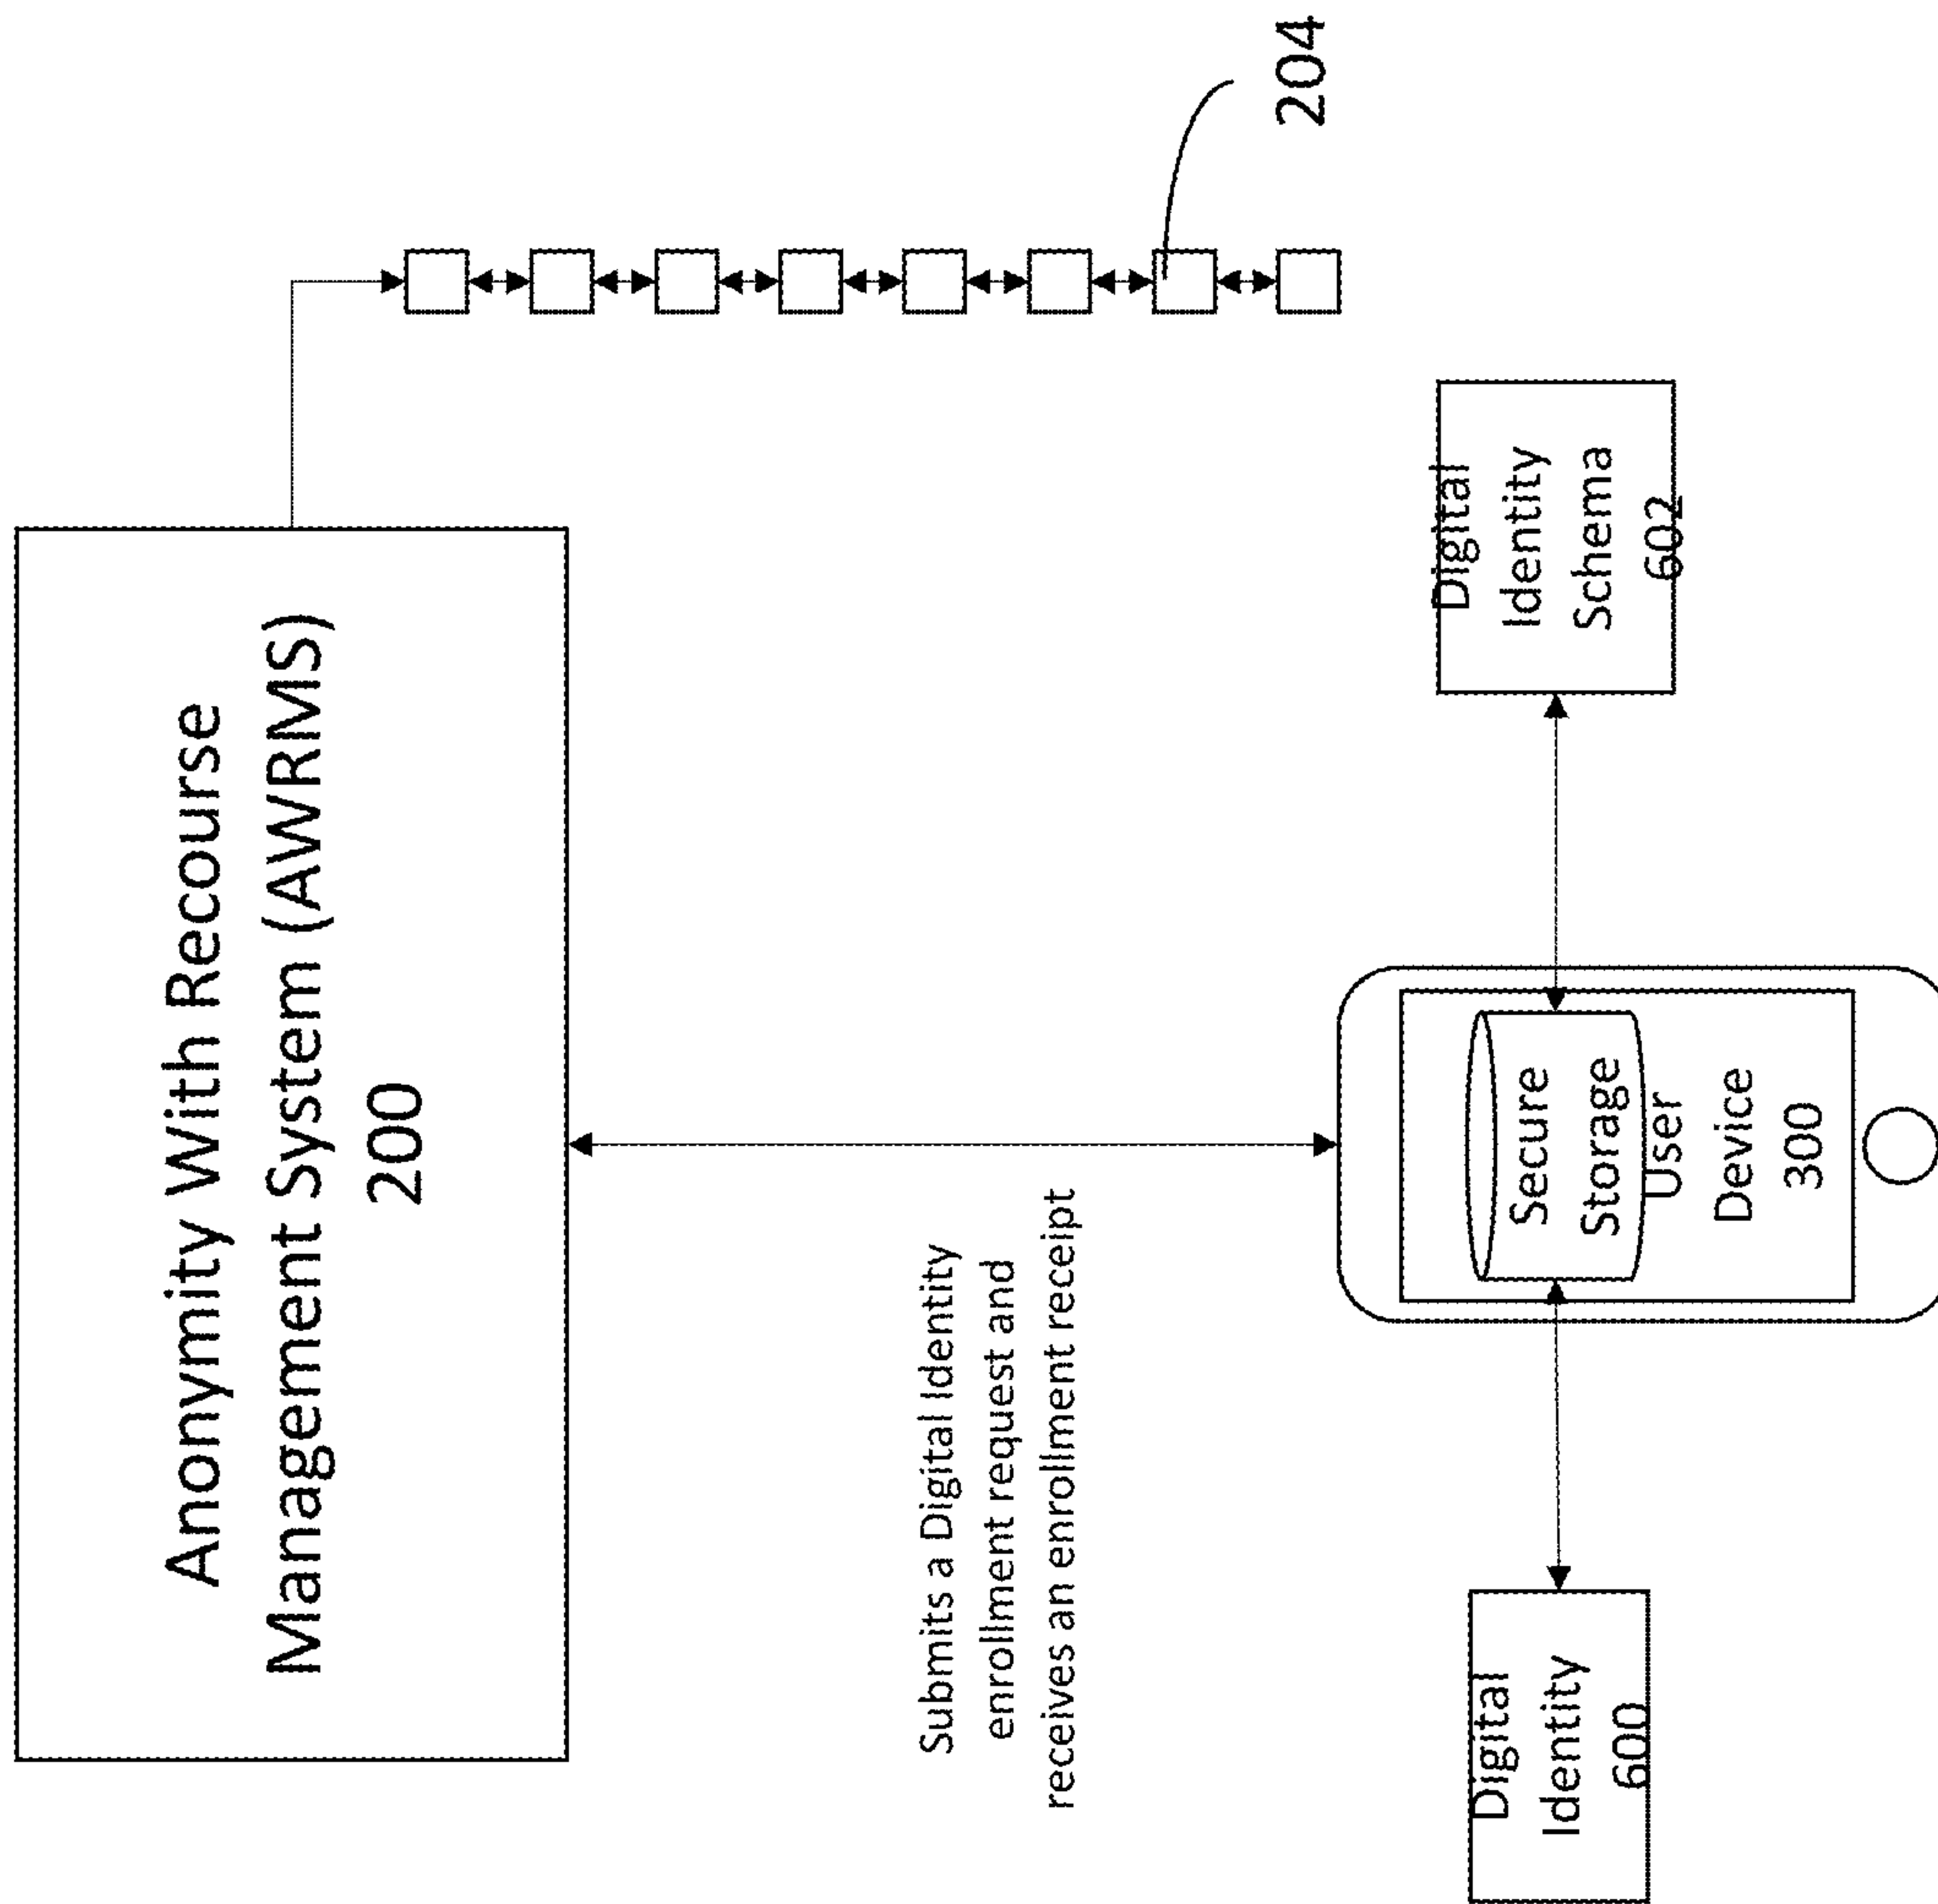 Anonymity With Recourse
Management System (AWRMS)
200
204
Submits a Digital Identity
enrollment request and
receives an enrollment receipt
Digital
Identity
600
Secure
Storage
User
Device
300
Digital
Identity
Schema
602